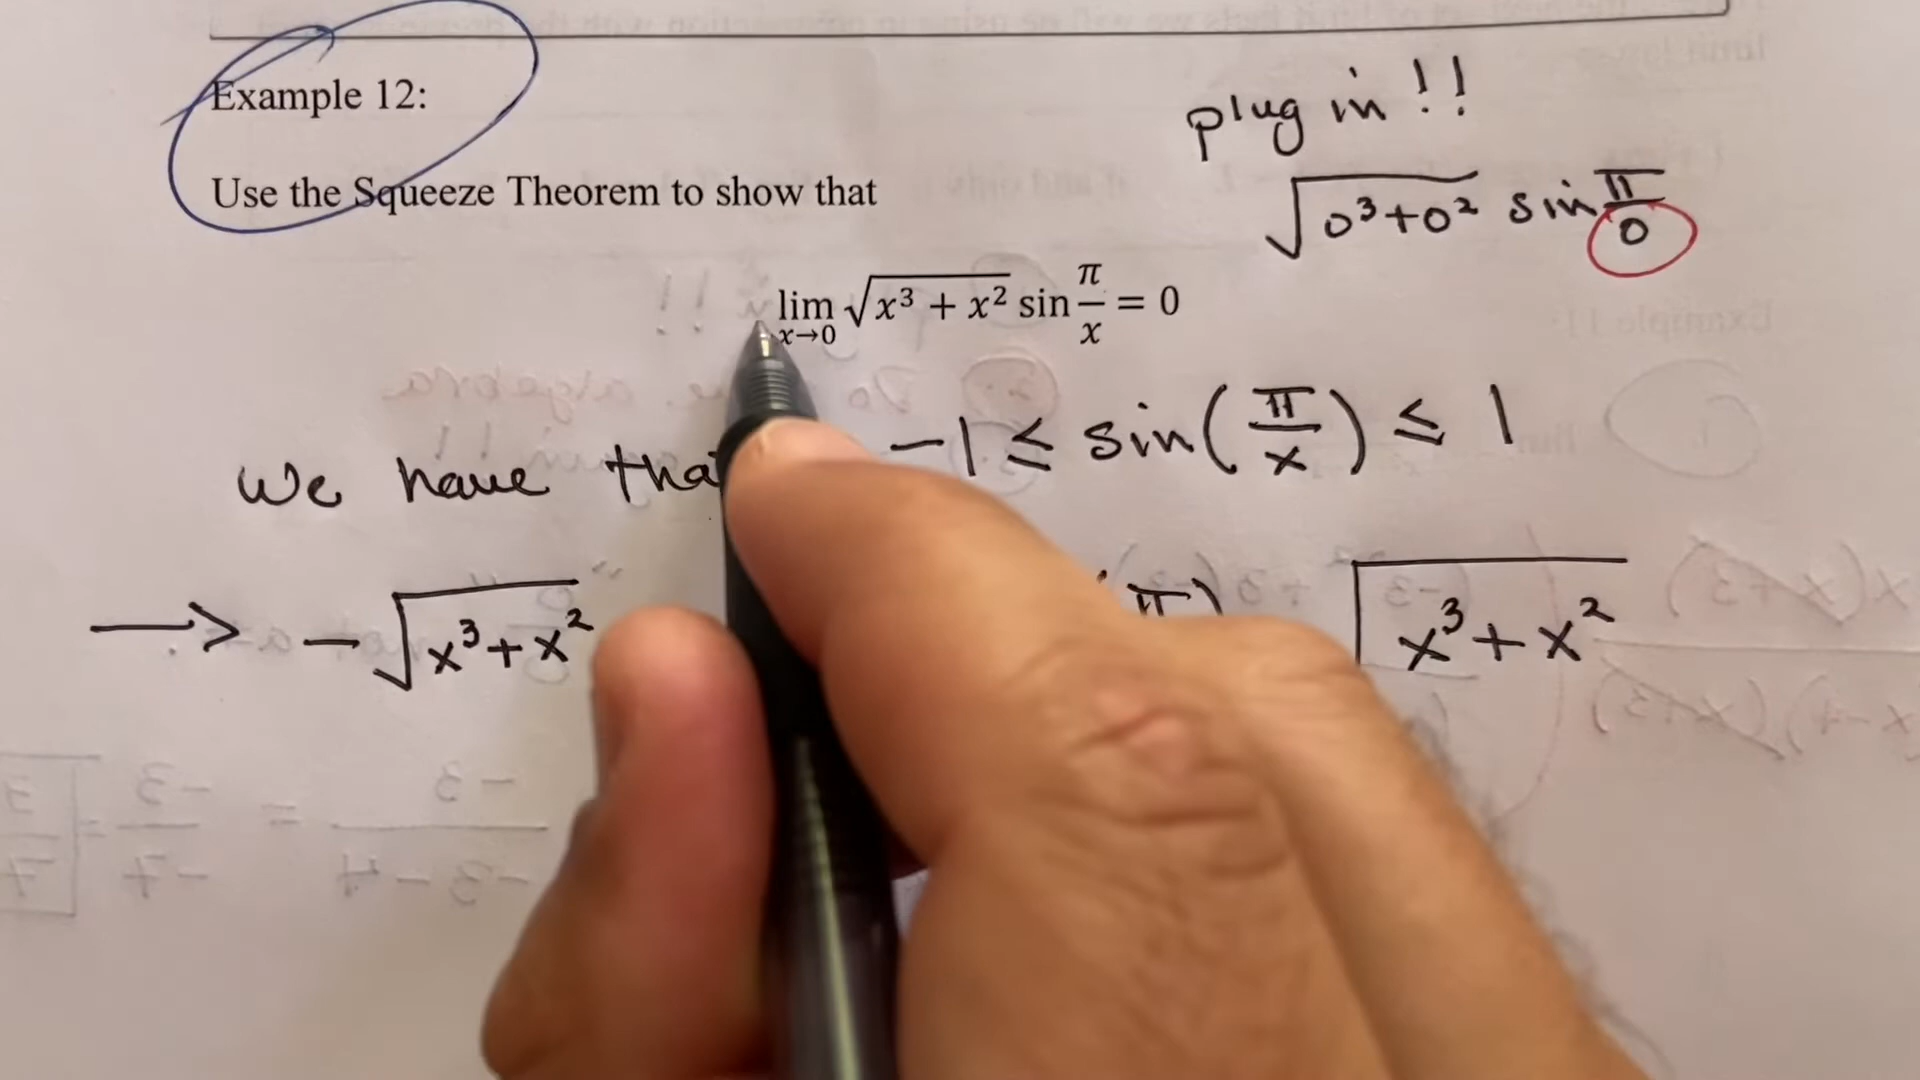 Example 12:
plug in !!
Use the Squeeze Theorem to show that
√0³+0² sin π/0
lim x→0 √x³ + x² sin π/x = 0
We have tha -1 ≤ sin(π/x) ≤ 1
→ -√x³+x² (π) √x³+x²